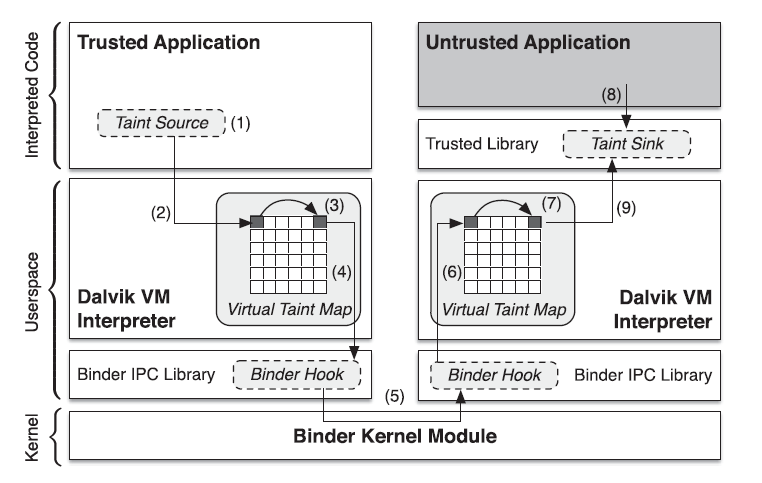 Interpreted Code
Trusted Application
Taint Source
(1)
Untrusted Application
(8)
Trusted Library
Taint Sink
Userspace
(2)
(3)
(4)
Virtual Taint Map
Dalvik VM
Interpreter
(7)
(9)
(6)
Virtual Taint Map
Dalvik VM
Interpreter
Binder IPC Library
Binder Hook
(5)
Binder Hook
Binder IPC Library
Kernel
Binder Kernel Module